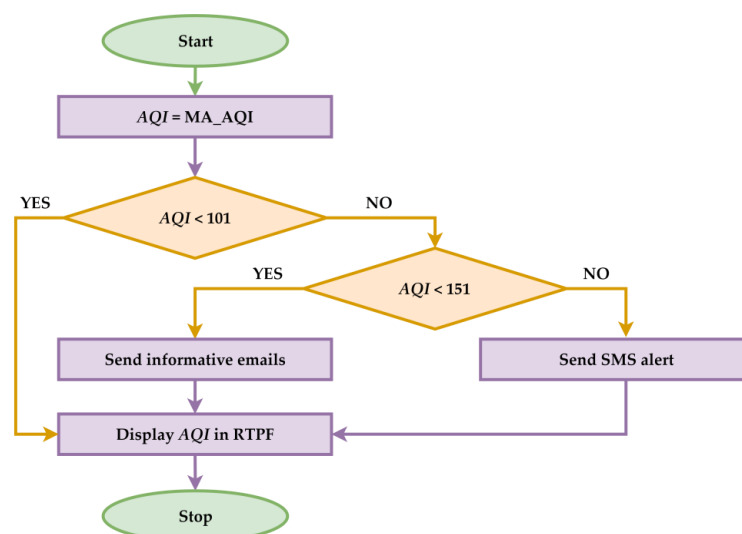 Start
AQI = MA_AQI
YES
NO
AQI < 101
YES
NO
AQI < 151
Send informative emails
Send SMS alert
Display AQI in RTPF
Stop